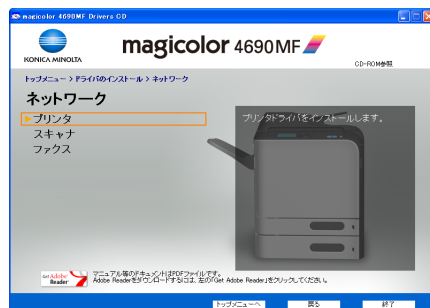 magicolor 4690MF Drivers CD
KONICA MINOLTA
magicolor 4690MF
CD-ROM参照
トップメニュー > ドライバのインストール > ネットワーク
ネットワーク
プリンタ
スキャナ
ファクス
プリンタドライバをインストールします。
Get Adobe Reader
マニュアル等のドキュメントはPDFファイルです。
Adobe Readerをダウンロードするには、左の「Get Adobe Reader」をクリックしてください。
トップメニューへ
戻る
終了